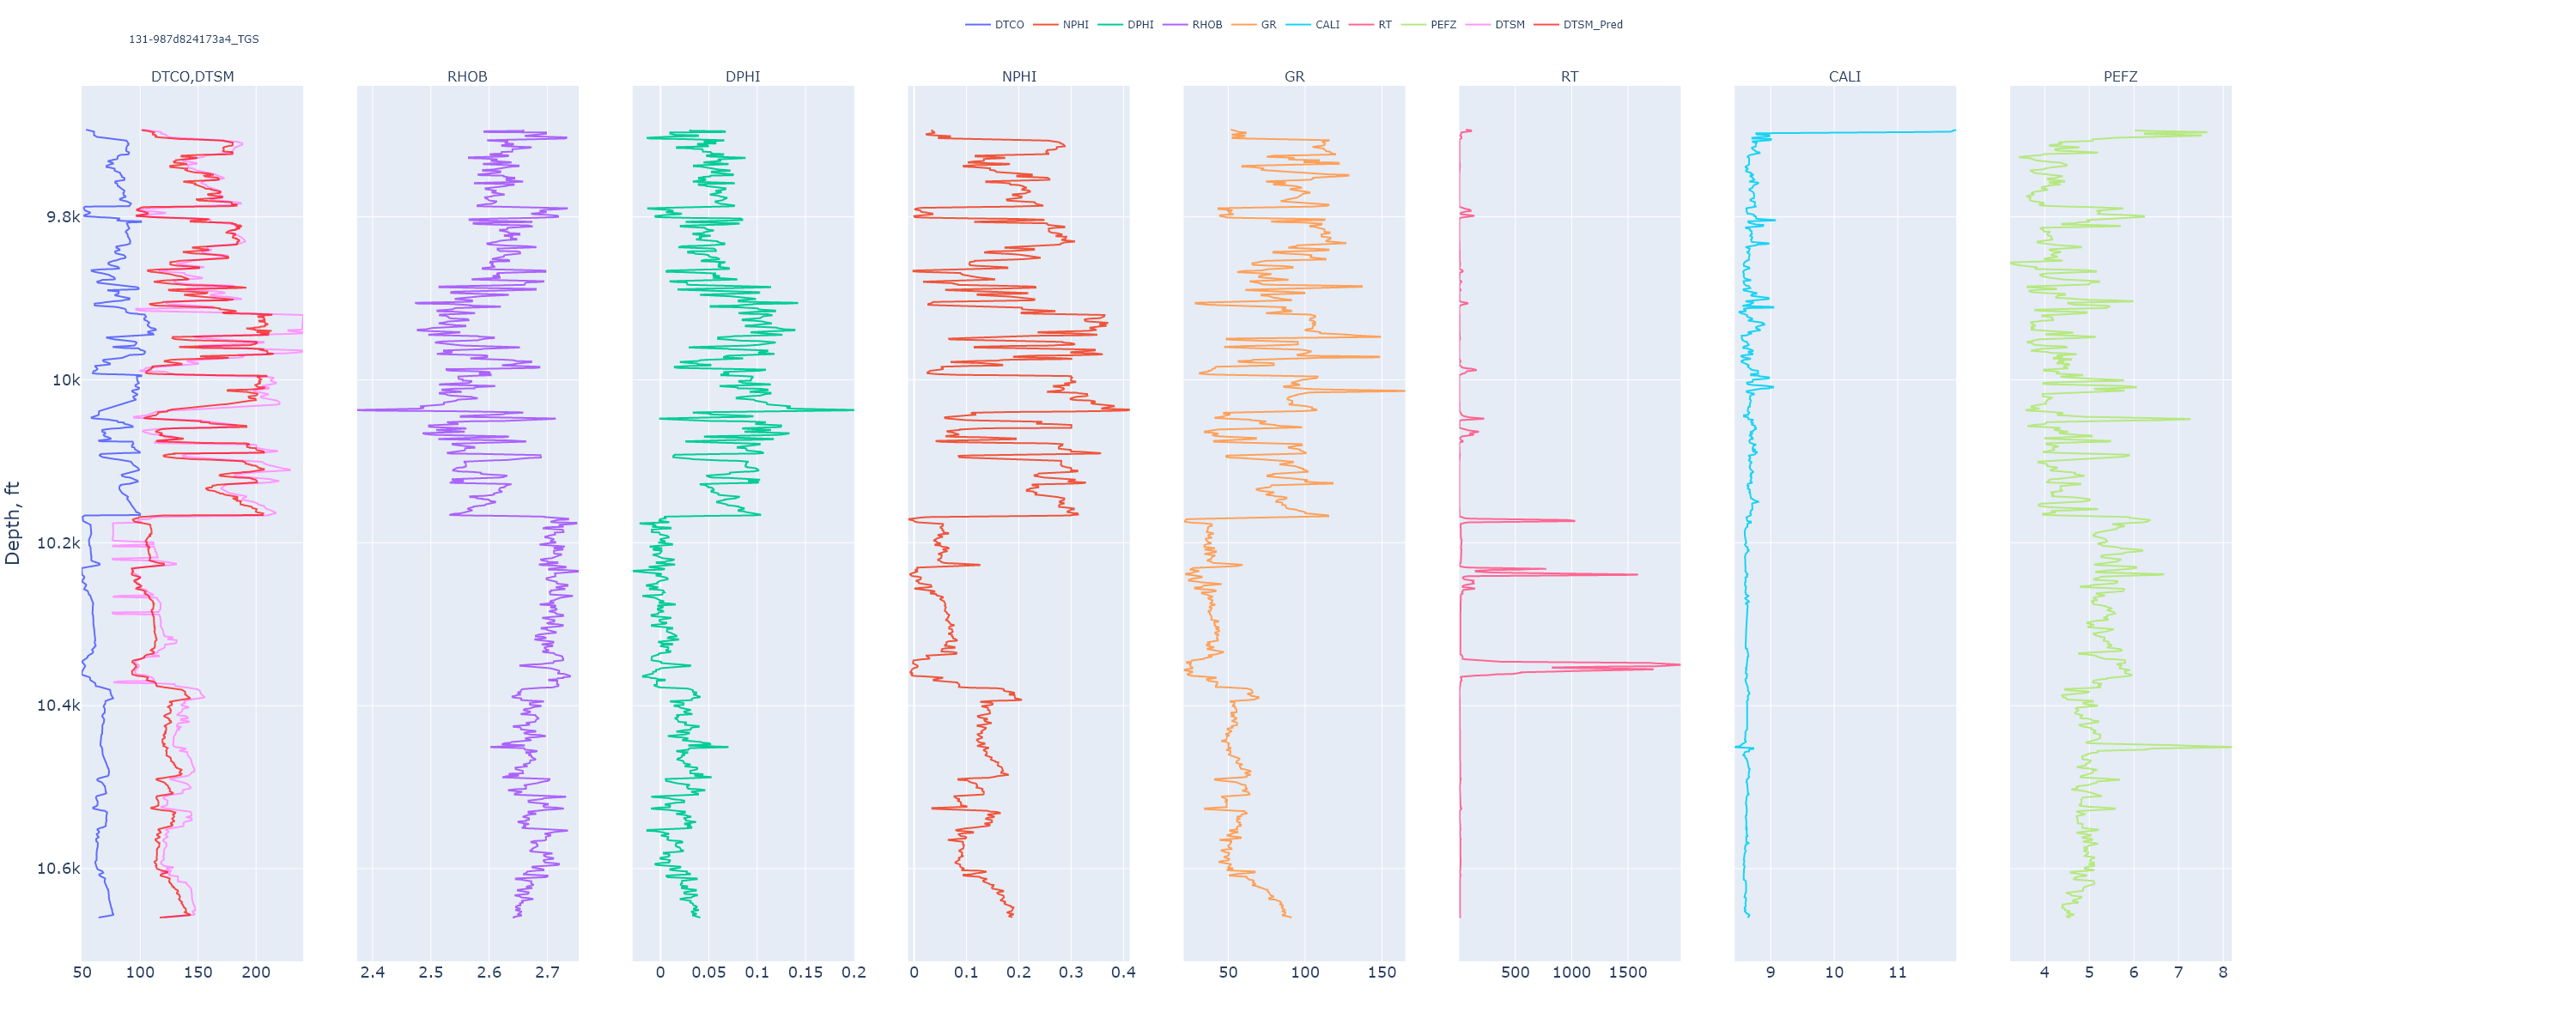 DTCO NPHI DPHI RHOB GR CALI RT PEFZ DTSM DTSM_Pred
131-987d824173a4_TGS
DTCO,DTSM RHOB DPHI NPHI GR RT CALI PEFZ
9.8k
10k
10.2k
10.4k
10.6k
Depth, ft
50 100 150 200 2.4 2.5 2.6 2.7 0 0.05 0.1 0.15 0.2 0 0.1 0.2 0.3 0.4 50 100 150 500 1000 1500 9 10 11 4 5 6 7 8